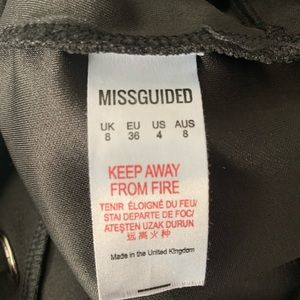 MISSGUIDED
UK EU US AUS
8 36 4 8
KEEP AWAY
FROM FIRE
TENIR ÉLOIGNÉ DU FEU/
STAI DEPARTE DE FOC/
ATEŞTEN UZAK DURUN/
远高火种
Made in the United Kingdom